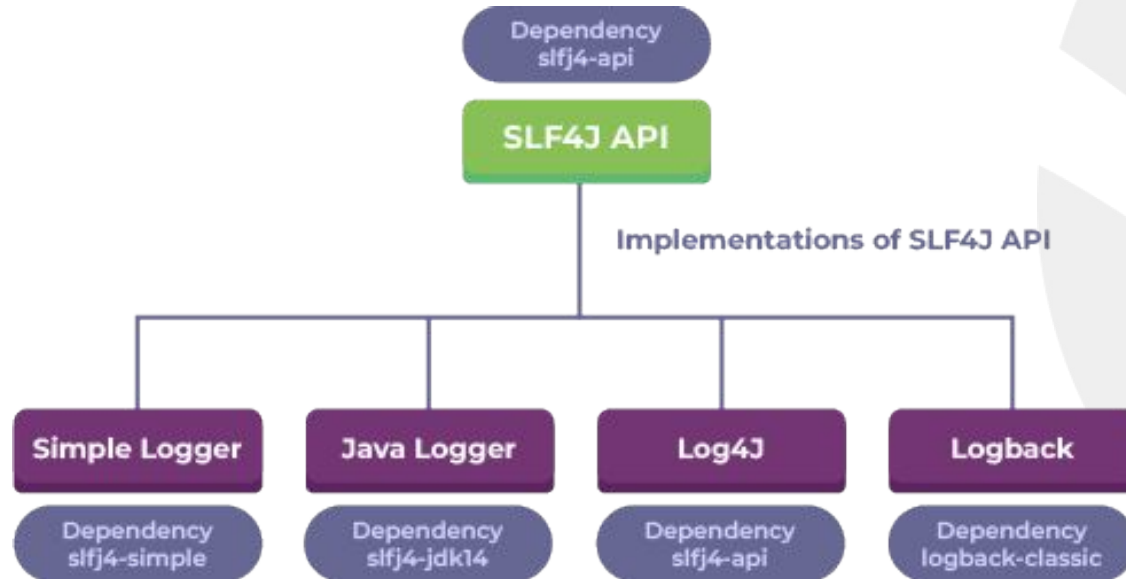 Dependency
slfj4-api
SLF4J API
Implementations of SLF4J API
Simple Logger
Java Logger
Log4J
Logback
Dependency
slfj4-simple
Dependency
slfj4-jdk14
Dependency
slfj4-api
Dependency
logback-classic